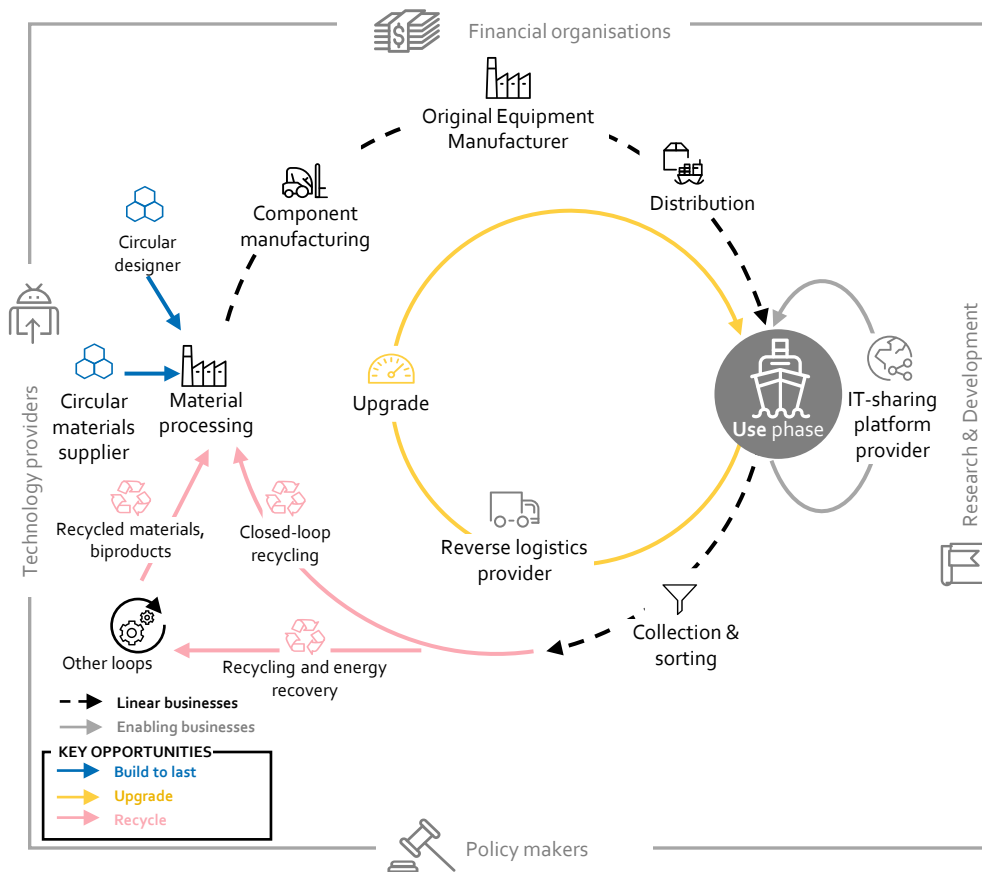 Financial organisations
Original Equipment
Manufacturer
Component
manufacturing
Distribution
Circular
designer
Technology providers
Circular
materials
supplier
Material
processing
Upgrade
Use phase
IT-sharing
platform
provider
Research & Development
Recycled materials,
biproducts
Closed-loop
recycling
Reverse logistics
provider
Collection &
sorting
Other loops
Recycling and energy
recovery
Linear businesses
Enabling businesses
KEY OPPORTUNITIES
Build to last
Upgrade
Recycle
Policy makers
$